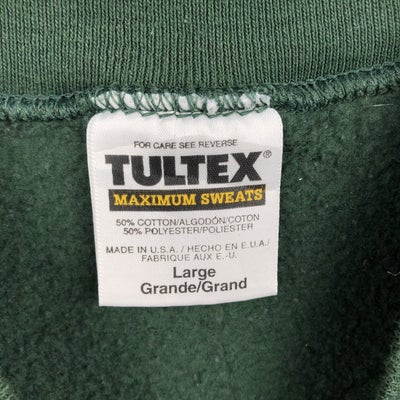 FOR CARE SEE REVERSE
TULTEX®
MAXIMUM SWEATS
50% COTTON/ALGODÓN/COTON
50% POLYESTER/POLIESTER
MADE IN U.S.A./ HECHO EN E.U.A./
FABRIQUE AUX E.-U.
Large
Grande/Grand